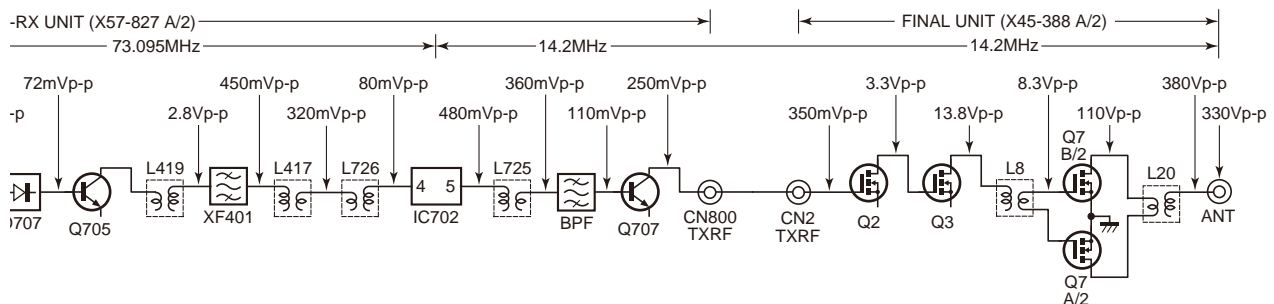 -RX UNIT (X57-827 A/2)
FINAL UNIT (X45-388 A/2)
73.095MHz
14.2MHz
14.2MHz
72mVp-p
450mVp-p
80mVp-p
360mVp-p
250mVp-p
3.3Vp-p
8.3Vp-p
380Vp-p
-p
2.8Vp-p
320mVp-p
480mVp-p
110mVp-p
350mVp-p
13.8Vp-p
Q7
B/2
110Vp-p
330Vp-p
L419
L417
L726
4 5
L725
L8
L20
D707
Q705
XF401
IC702
BPF
Q707
CN800
TXRF
CN2
TXRF
Q2
Q3
ANT
Q7
A/2